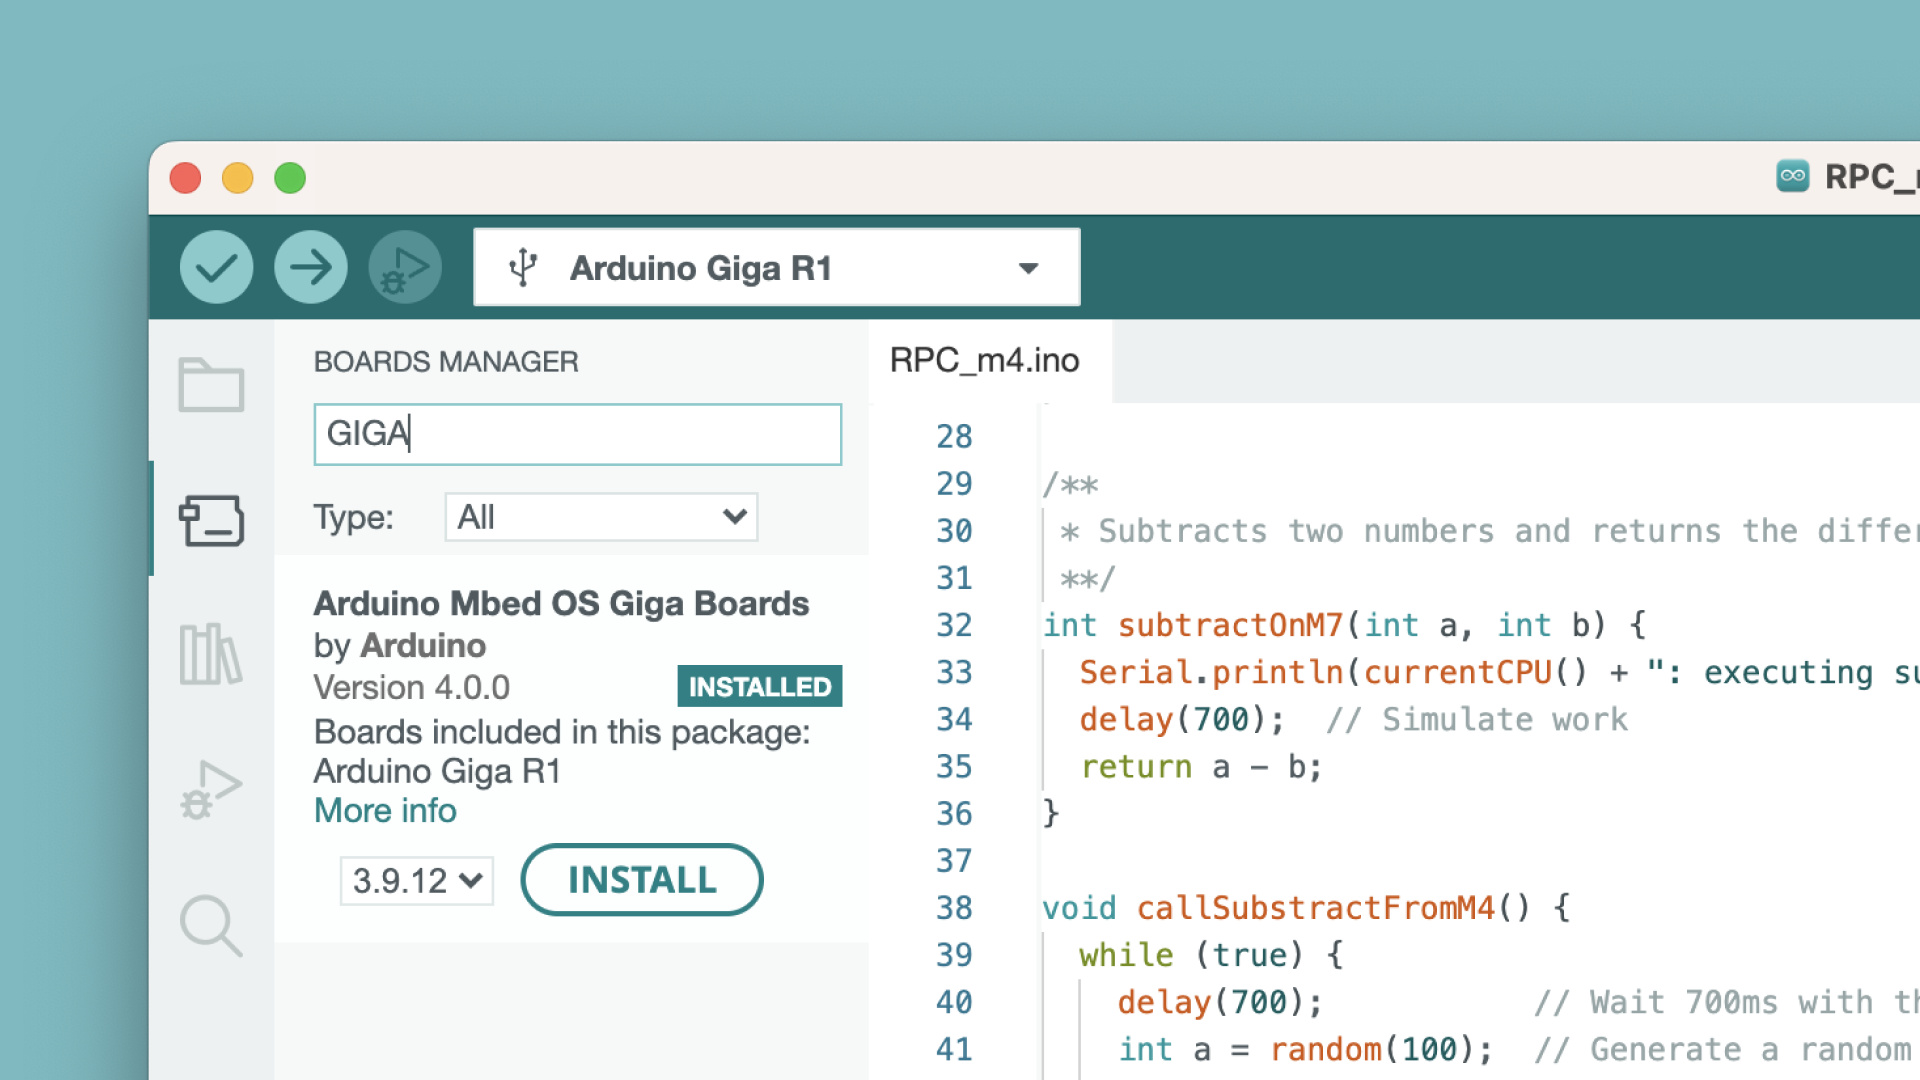 RPC_
Arduino Giga R1
BOARDS MANAGER
GIGA
Type: All
Arduino Mbed OS Giga Boards
by Arduino
Version 4.0.0 INSTALLED
Boards included in this package:
Arduino Giga R1
More info
3.9.12 INSTALL
RPC_m4.ino
28
29 /**
30 * Subtracts two numbers and returns the differ
31 **/
32 int subtractOnM7(int a, int b) {
33 Serial.println(currentCPU() + ": executing su
34 delay(700); // Simulate work
35 return a - b;
36 }
37
38 void callSubstractFromM4() {
39 while (true) {
40 delay(700); // Wait 700ms with th
41 int a = random(100); // Generate a random